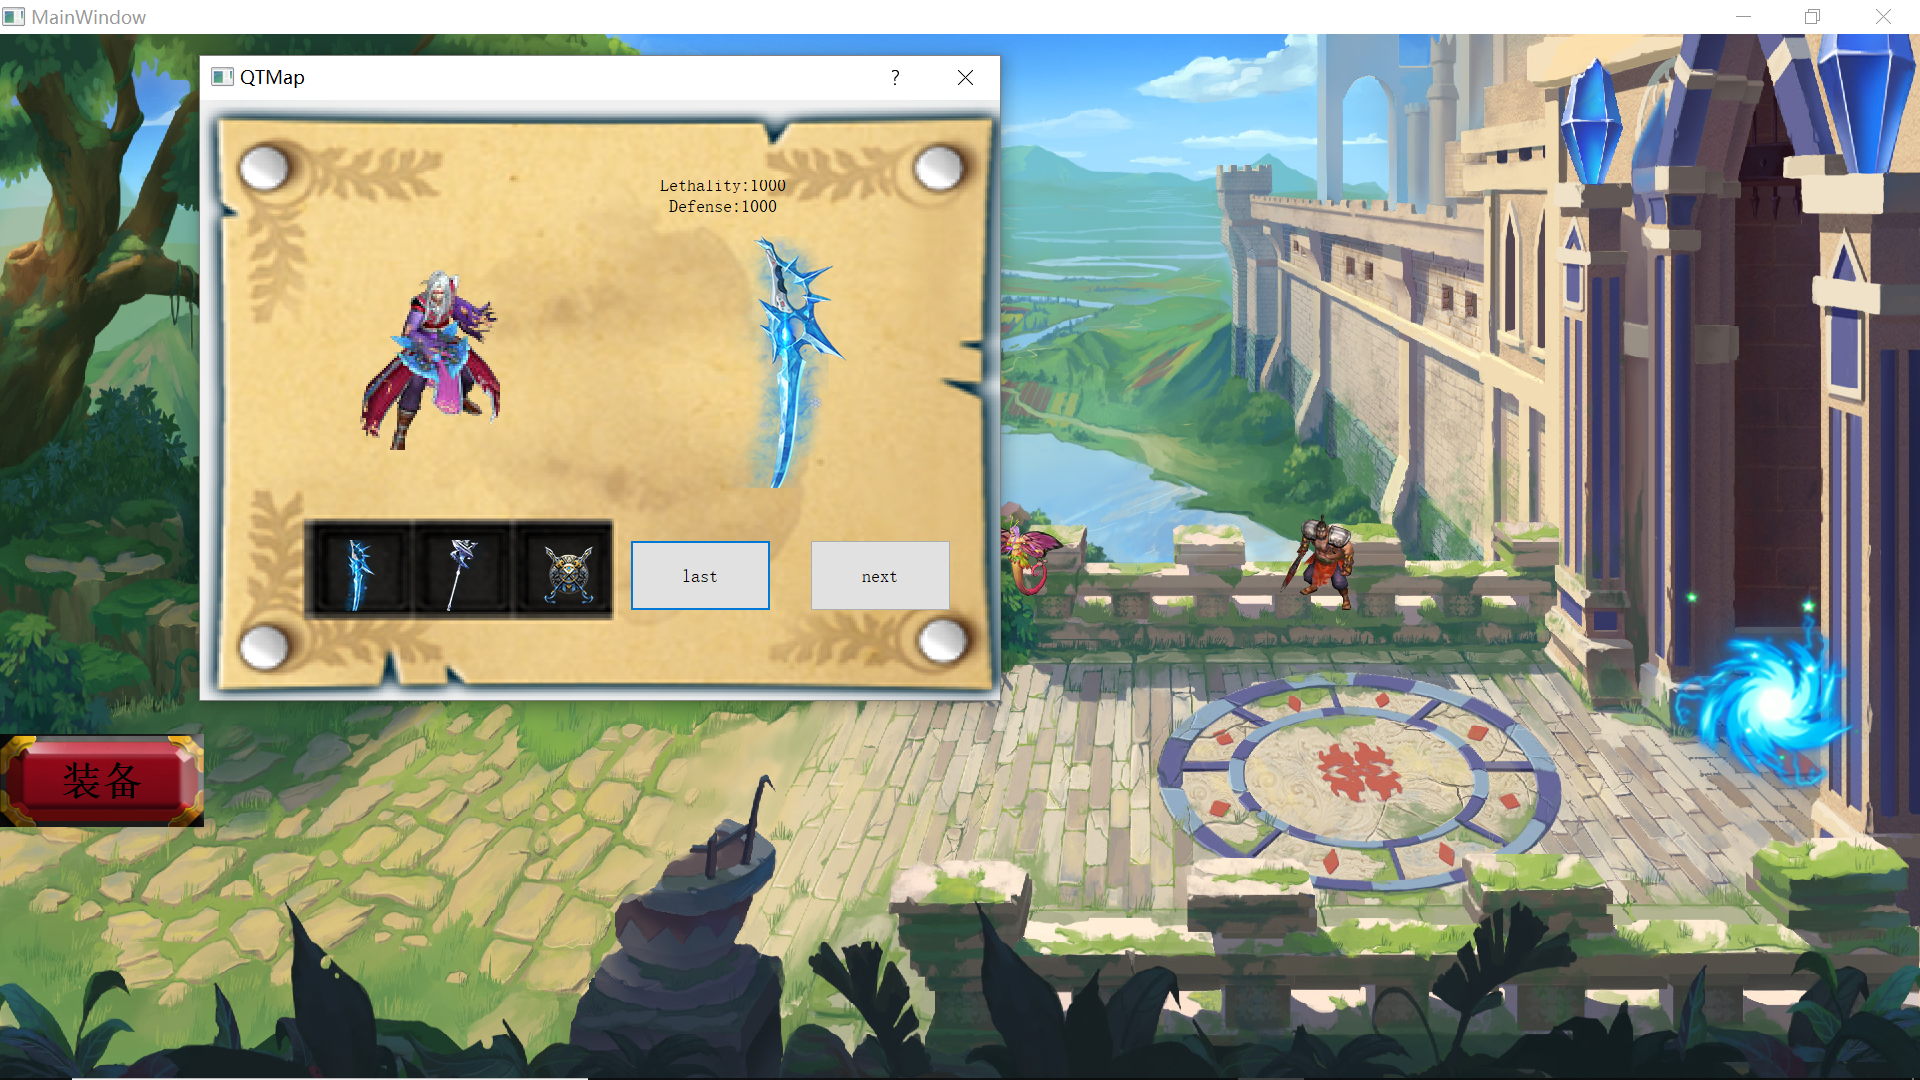 MainWindow
QTMap
?
Lethality:1000
Defense:1000
last
next
装备